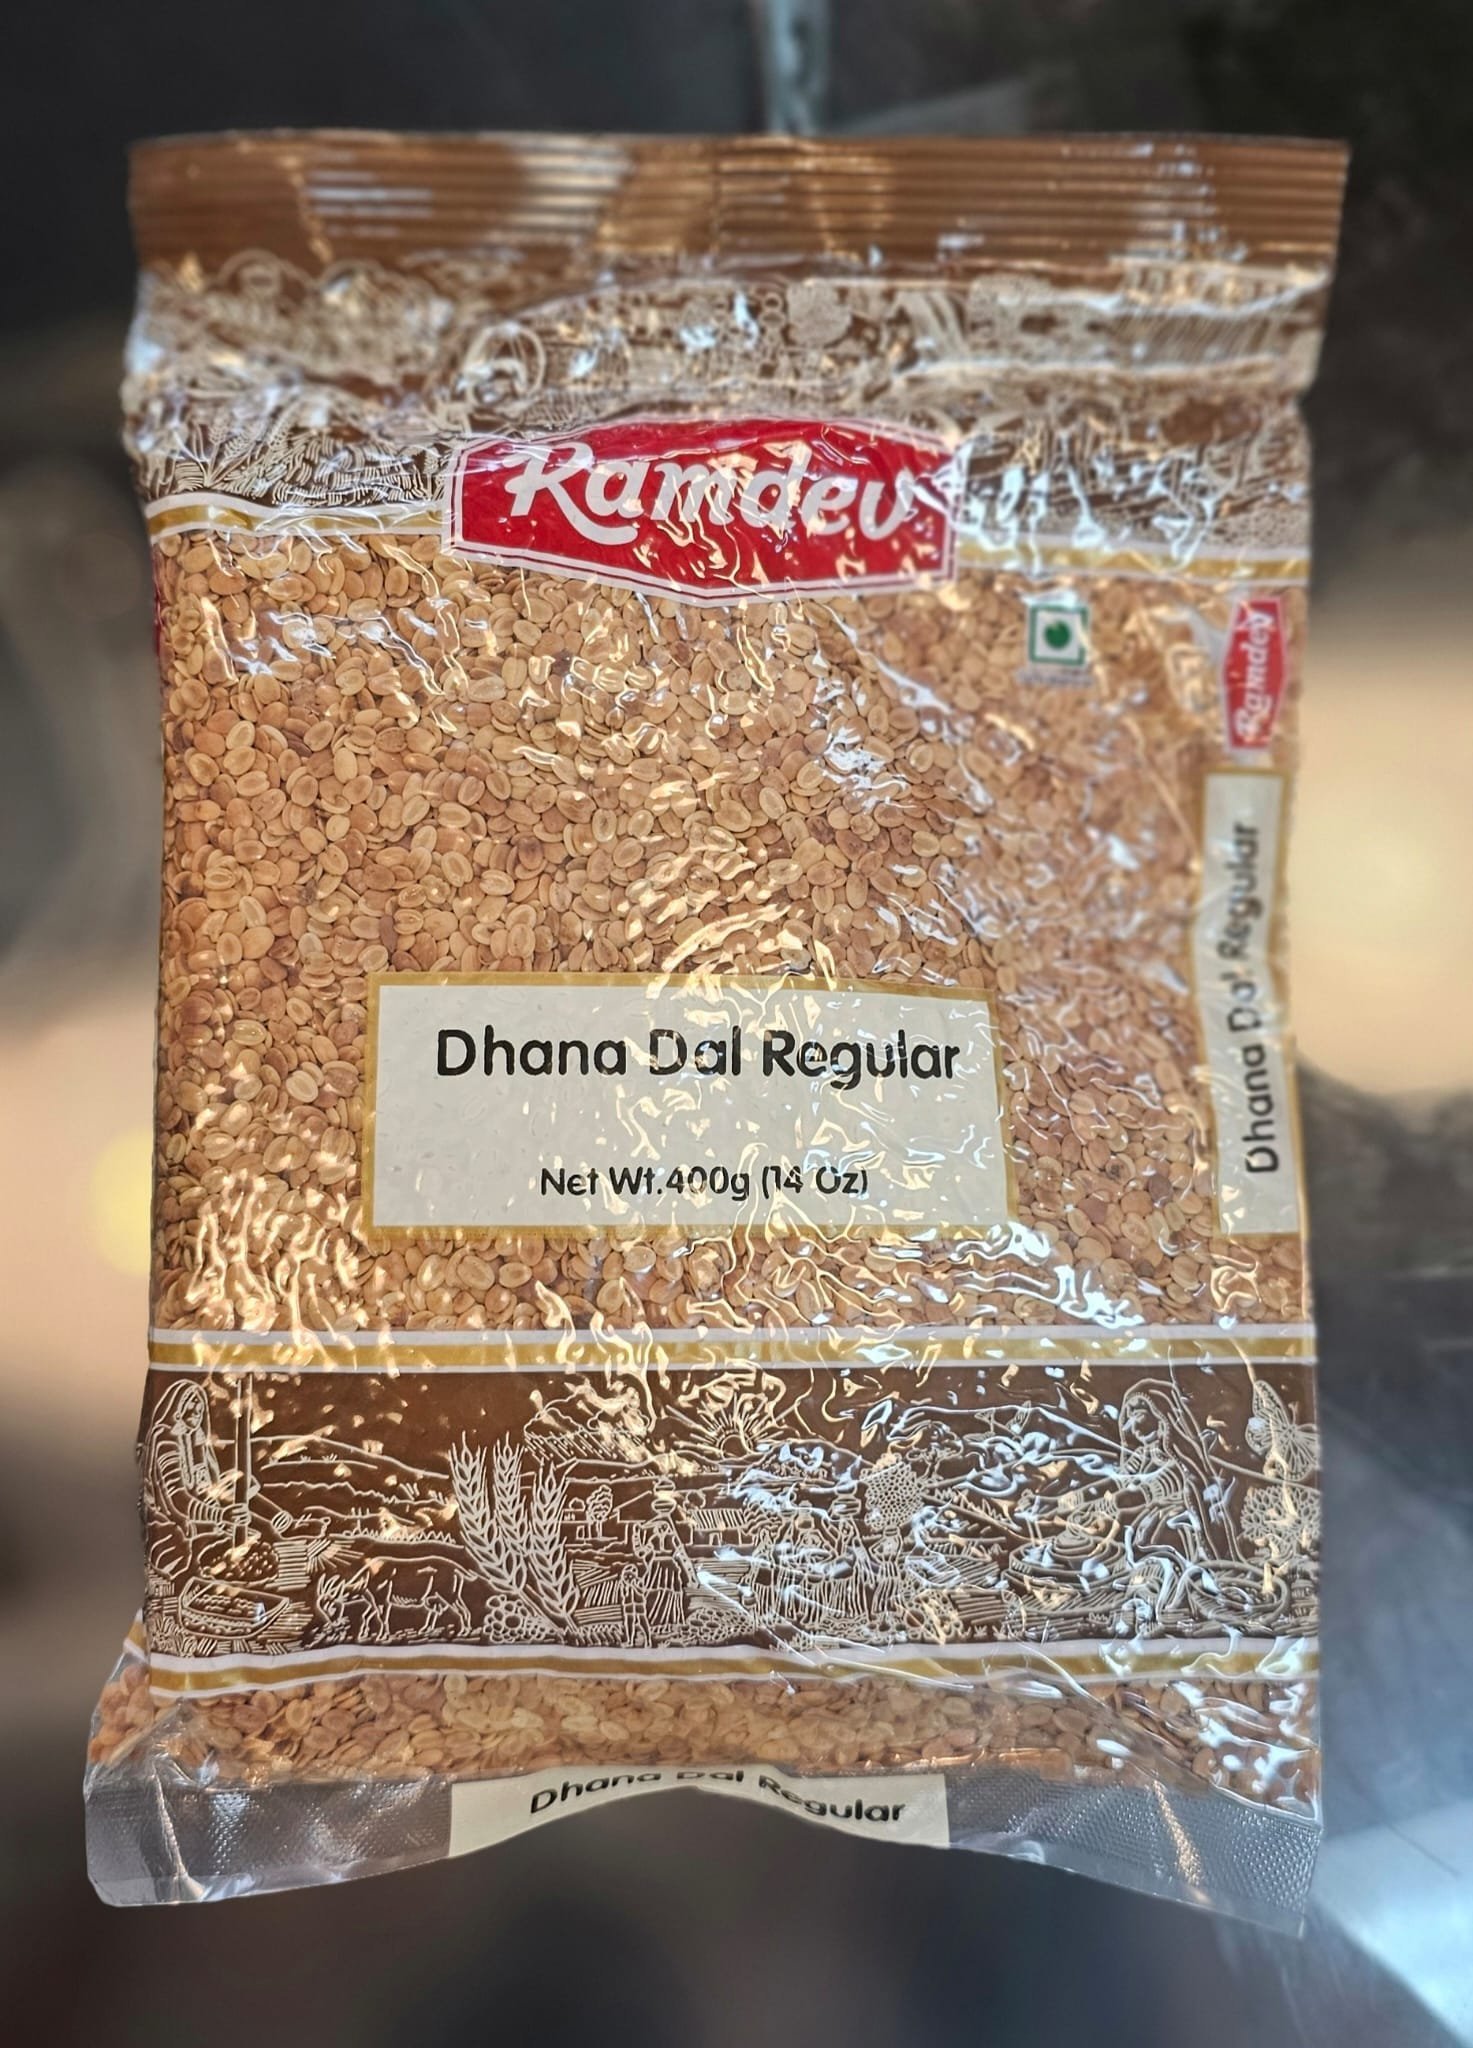 Ramdev
Ramdev
Dhana Dal Regular
Dhana Dal Regular
Net Wt.400g (14 Oz)
Dhana Dal Regular